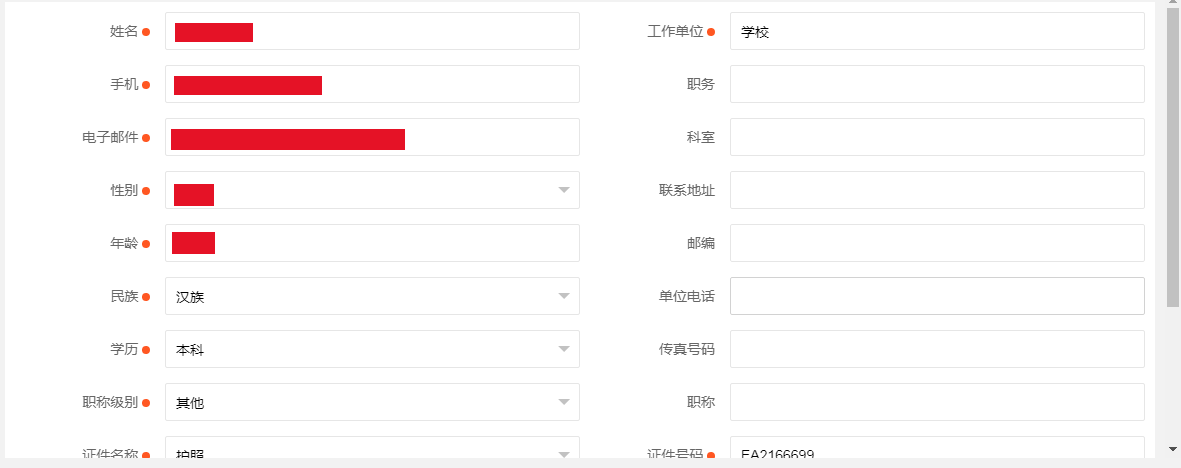 姓名
工作单位 学校
手机
职务
电子邮件
科室
性别
联系地址
年龄
邮编
民族 汉族
单位电话
学历 本科
传真号码
职称级别 其他
职称
证件名称 护照
证件号码 EA2166699